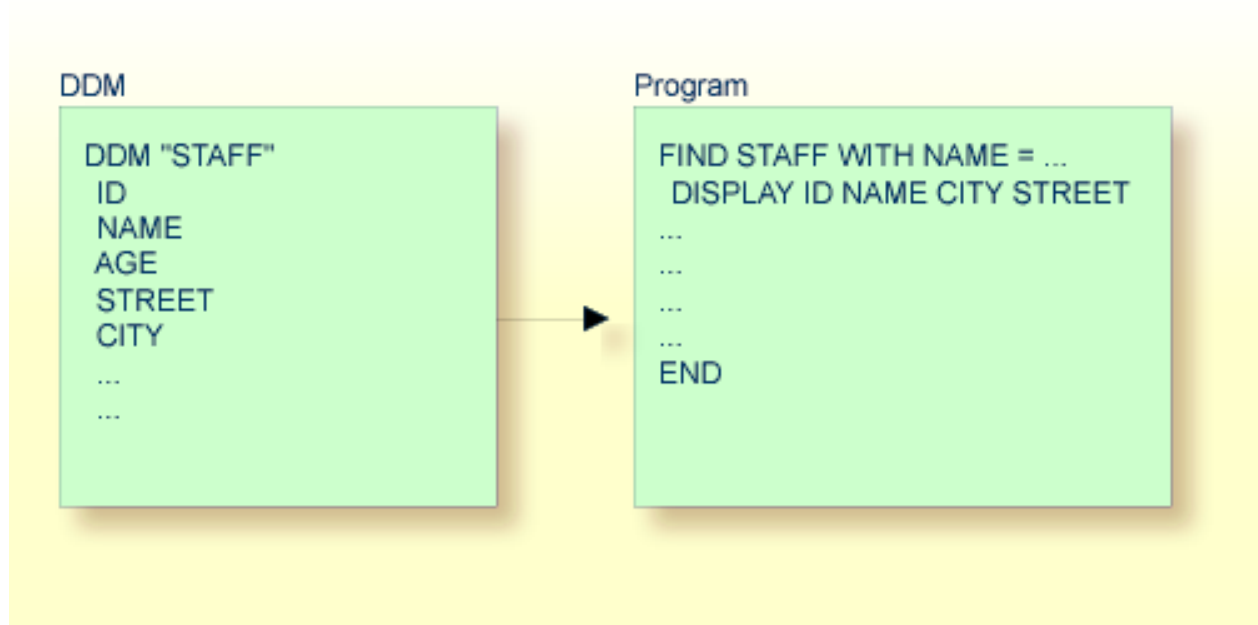 DDM
DDM "STAFF"
ID
NAME
AGE
STREET
CITY
...
...
Program
FIND STAFF WITH NAME = ...
DISPLAY ID NAME CITY STREET
...
...
...
...
END